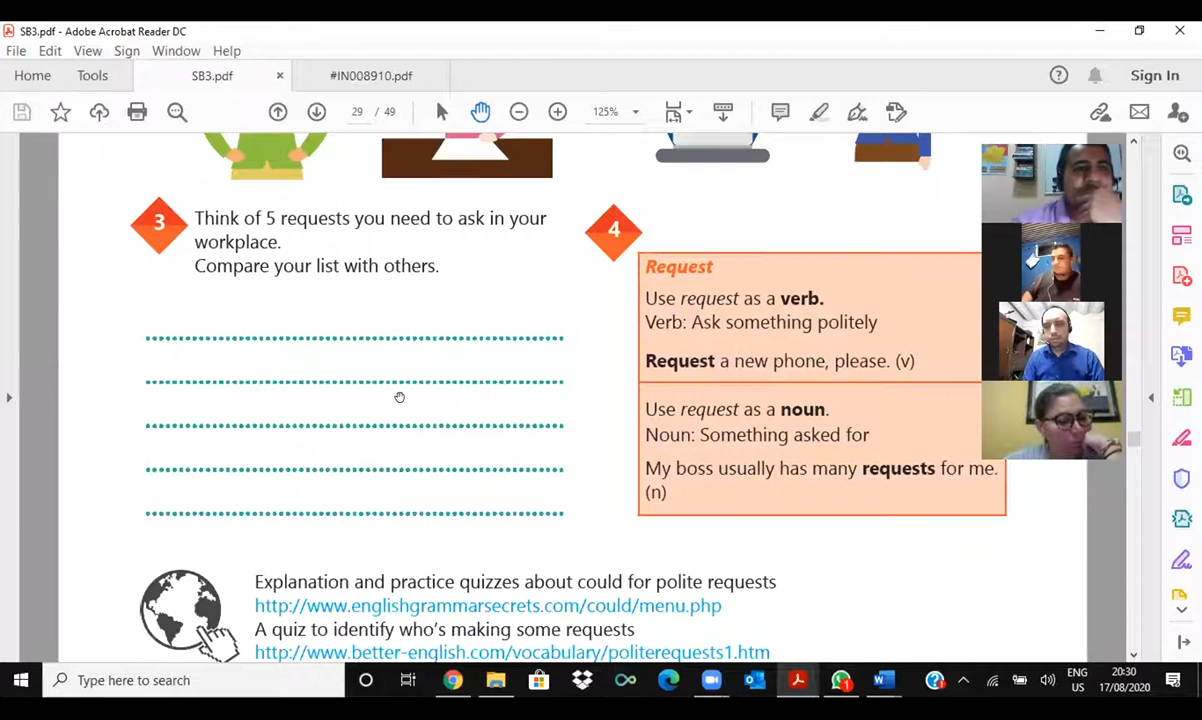 SB3.pdf - Adobe Acrobat Reader DC
File Edit View Sign Window Help
Home Tools SB3.pdf × #IN008910.pdf Sign In
29 / 49 125%
3
Think of 5 requests you need to ask in your
workplace.
Compare your list with others.
4
Request
Use request as a verb.
Verb: Ask something politely
Request a new phone, please. (v)
Use request as a noun.
Noun: Something asked for
My boss usually has many requests for me.
(n)
Explanation and practice quizzes about could for polite requests
http://www.englishgrammarsecrets.com/could/menu.php
A quiz to identify who's making some requests
http://www.better-english.com/vocabulary/politerequests1.htm
Type here to search
1
ENG
US
20:30
17/08/2020